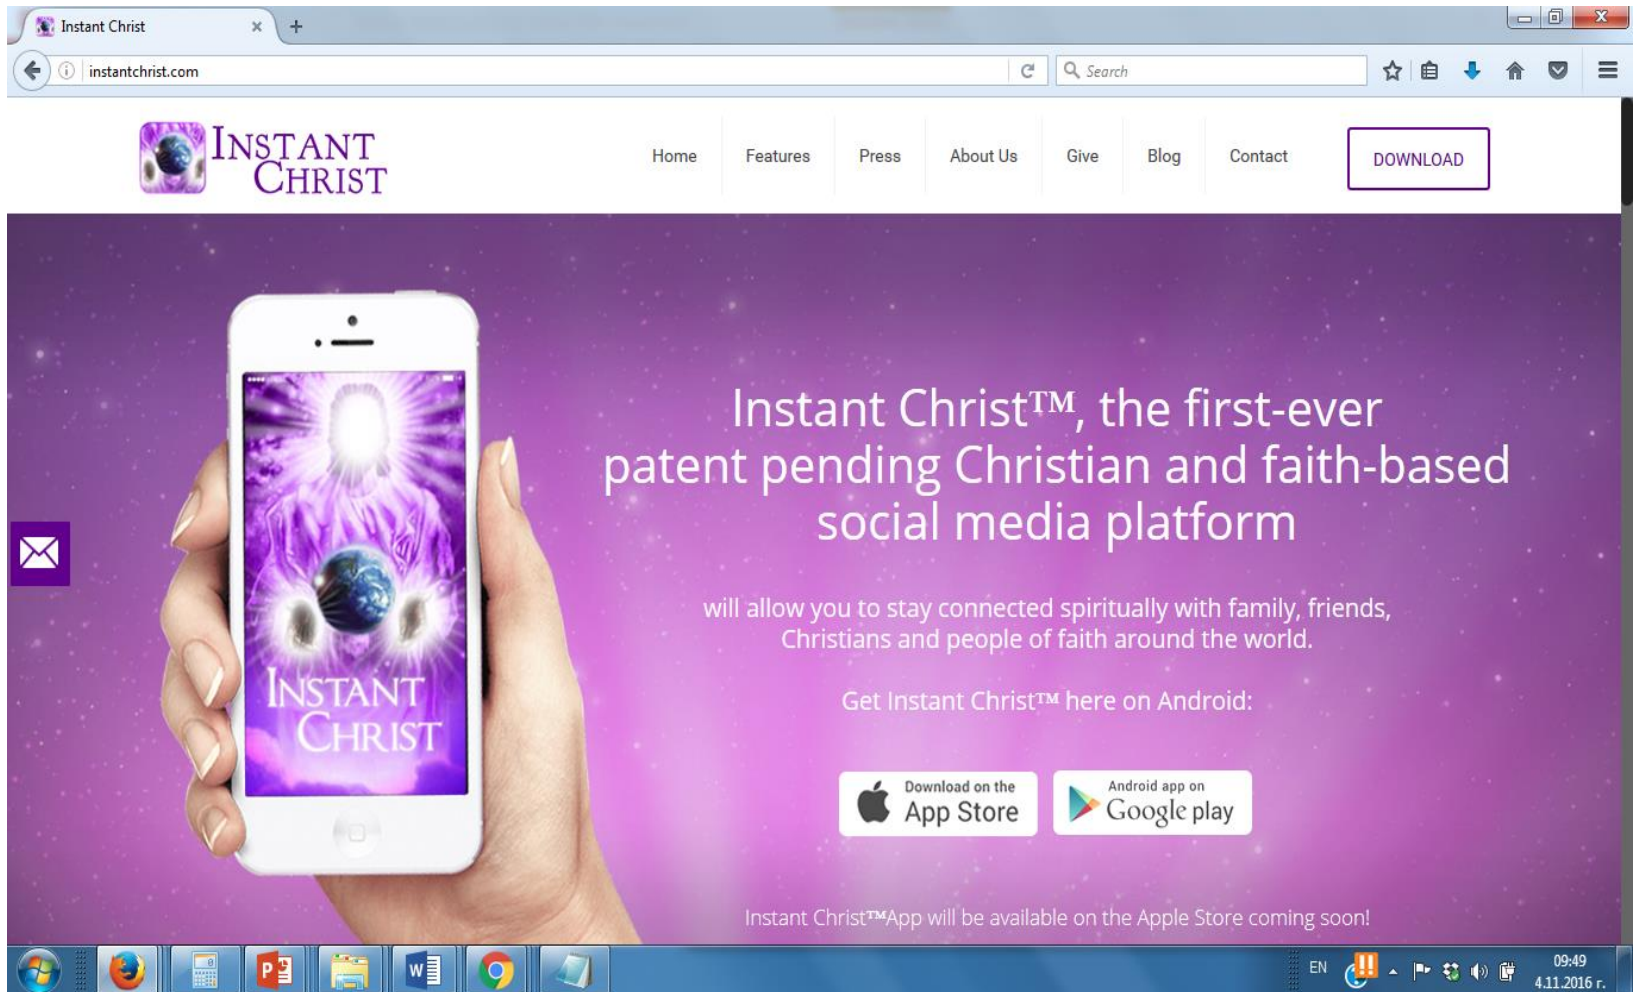 Instant Christ
instantchrist.com
Search
INSTANT
CHRIST
Home
Features
Press
About Us
Give
Blog
Contact
DOWNLOAD
Instant Christ™, the first-ever
patent pending Christian and faith-based
social media platform
will allow you to stay connected spiritually with family, friends,
Christians and people of faith around the world.
Get Instant Christ™ here on Android:
INSTANT
CHRIST
Download on the
App Store
Android app on
Google play
Instant Christ™App will be available on the Apple Store coming soon!
EN
09:49
4.11.2016 г.